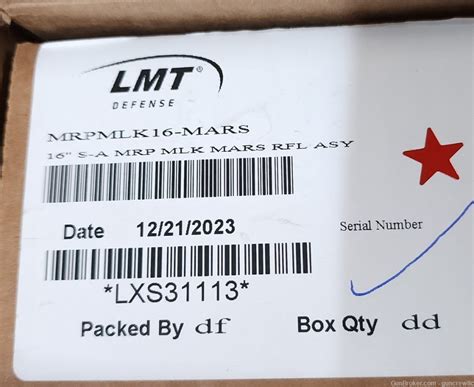 LMT®
DEFENSE
MRPMLK16-MARS
16" S-A MRP MLK MARS RFL ASY
Date 12/21/2023 Serial Number
*LXS31113*
Packed By df Box Qty dd